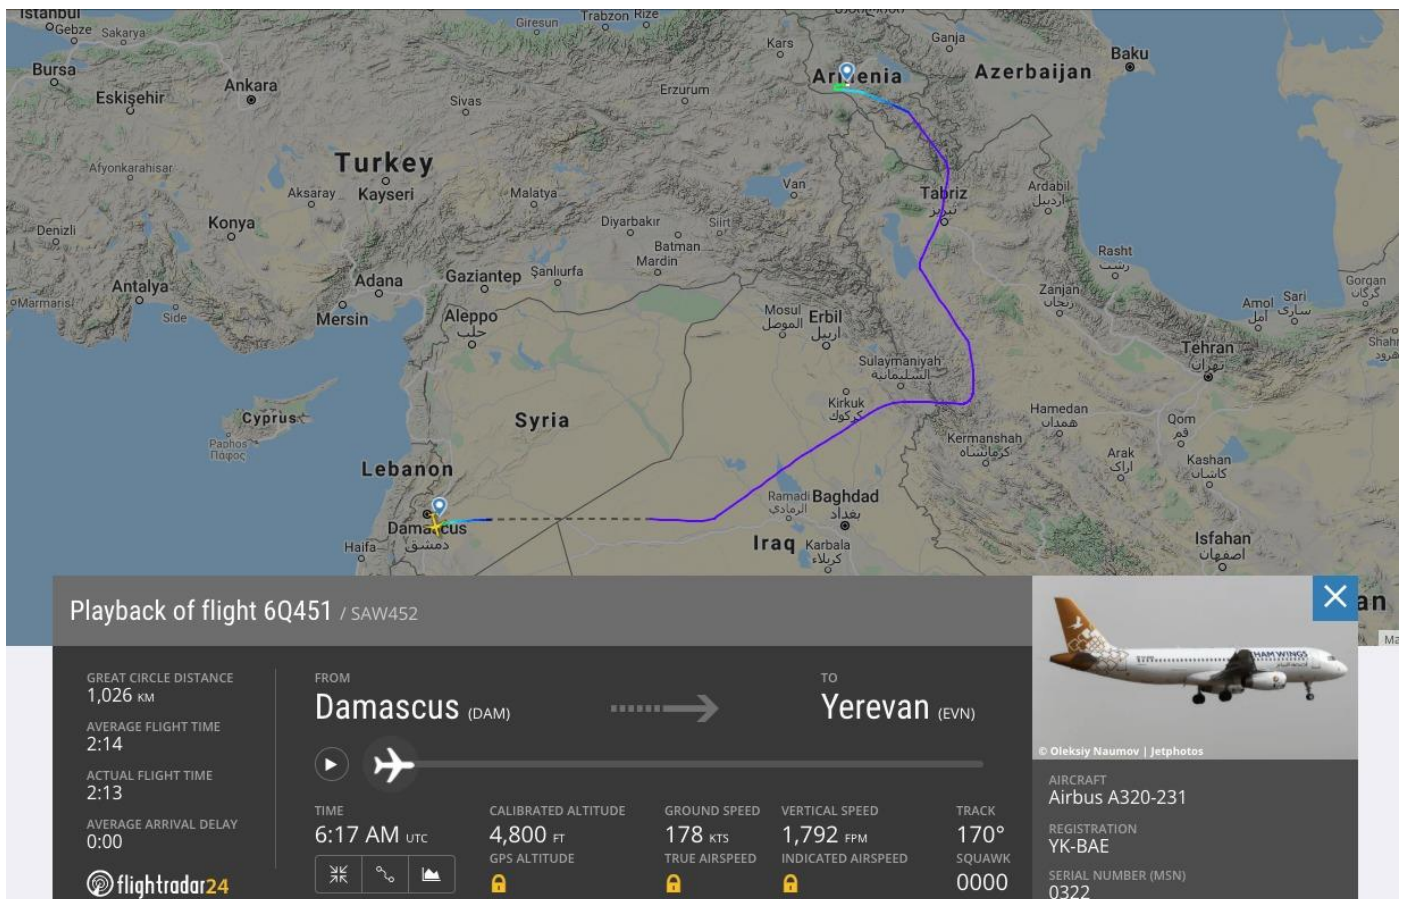 Istanbul
Gebze
Sakarya
Giresun
Trabzon
Rize
Kars
Ganja
Baku
Bursa
Ankara
Eskişehir
Sivas
Erzurum
Armenia
Azerbaijan
Afyonkarahisar
Turkey
Kayseri
Aksaray
Malatya
Van
Tabriz
تبریز
Ardabil
اردبیل
Denizli
Konya
Diyarbakır
Siirt
Batman
Mardin
Rasht
رشت
Adana
Gaziantep
Şanlıurfa
Antalya
Side
Marmarisi
Mersin
Aleppo
حلب
Mosul
الموصل
Erbil
اربيل
Zanjan
زنجان
Amol
آمل
Sari
ساری
Gorgan
گرگان
Tehran
تهران
Shahr
شاهرود
Sulaymaniyah
السليمانية
Cyprus
Paphos
Πάφος
Syria
Kirkuk
كركوك
Hamedan
همدان
Qom
قم
Kermanshah
کرمانشاه
Arak
اراک
Kashan
کاشان
Lebanon
Damascus
دمشق
Haifa
Ramadi
الرمادي
Baghdad
بغداد
Iraq
Karbala
كربلاء
Isfahan
اصفهان
an
Ma
Playback of flight 6Q451 / SAW452
GREAT CIRCLE DISTANCE
1,026 KM
AVERAGE FLIGHT TIME
2:14
ACTUAL FLIGHT TIME
2:13
AVERAGE ARRIVAL DELAY
0:00
flightradar24
FROM
Damascus (DAM)
TO
Yerevan (EVN)
TIME
6:17 AM UTC
CALIBRATED ALTITUDE
4,800 FT
GROUND SPEED
178 KTS
VERTICAL SPEED
1,792 FPM
TRACK
170°
GPS ALTITUDE
TRUE AIRSPEED
INDICATED AIRSPEED
SQUAWK
0000
HAM WINGS
© Oleksiy Naumov | Jetphotos
AIRCRAFT
Airbus A320-231
REGISTRATION
YK-BAE
SERIAL NUMBER (MSN)
0322